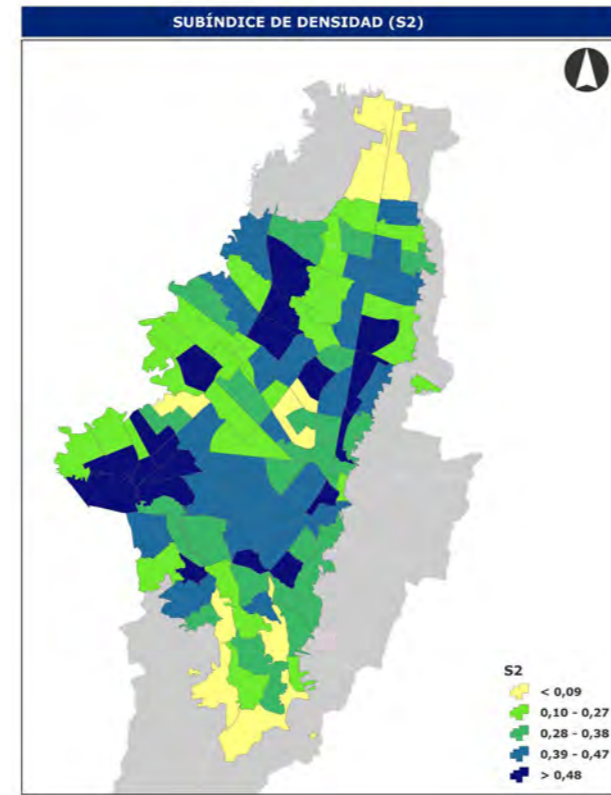 SUBÍNDICE DE DENSIDAD (S2)
S2
< 0,09
0,10 - 0,27
0,28 - 0,38
0,39 - 0,47
> 0,48